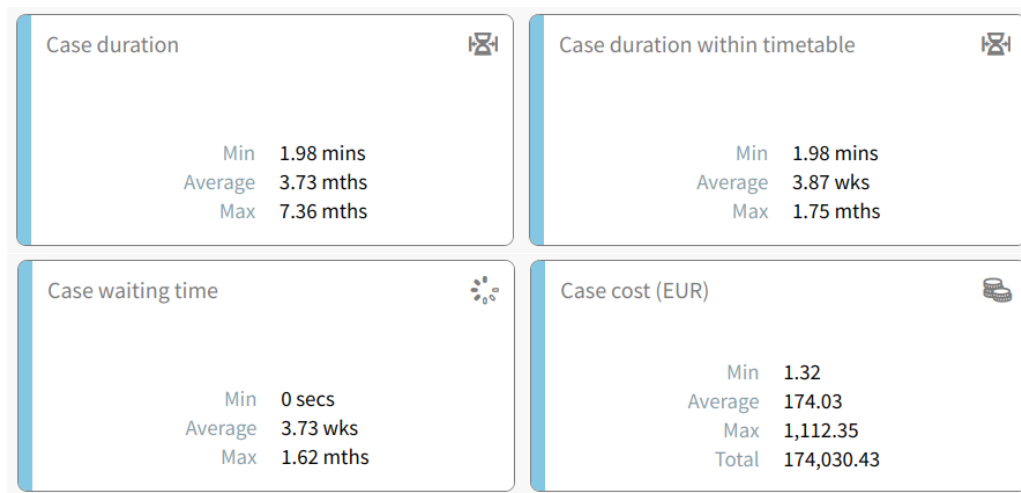 Case duration
Min 1.98 mins
Average 3.73 mths
Max 7.36 mths
Case duration within timetable
Min 1.98 mins
Average 3.87 wks
Max 1.75 mths
Case waiting time
Min 0 secs
Average 3.73 wks
Max 1.62 mths
Case cost (EUR)
Min 1.32
Average 174.03
Max 1,112.35
Total 174,030.43